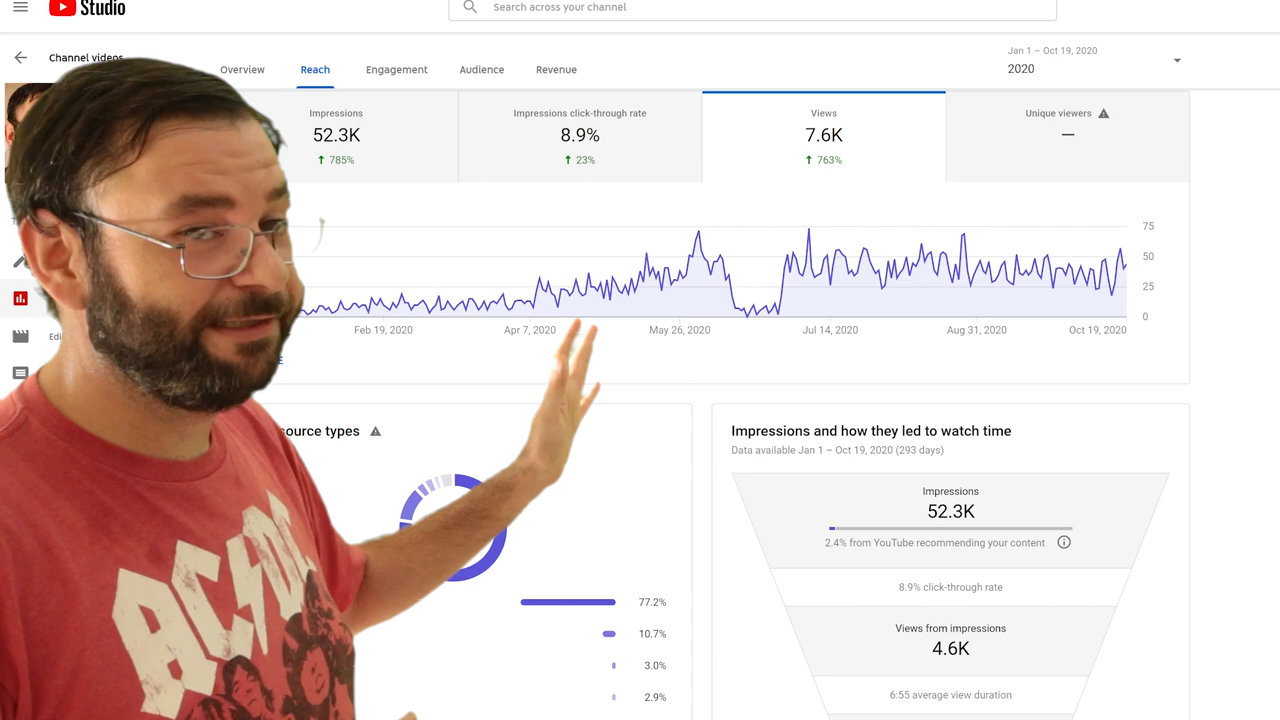 Studio
Search across your channel
Channel videos
Overview
Reach
Engagement
Audience
Revenue
Jan 1 – Oct 19, 2020
2020
Impressions
52.3K
785%
Impressions click-through rate
8.9%
23%
Views
7.6K
763%
Unique viewers
—
75
50
25
0
Feb 19, 2020
Apr 7, 2020
May 26, 2020
Jul 14, 2020
Aug 31, 2020
Oct 19, 2020
Edi
ource types
77.2%
10.7%
3.0%
2.9%
Impressions and how they led to watch time
Data available Jan 1 – Oct 19, 2020 (293 days)
Impressions
52.3K
2.4% from YouTube recommending your content
8.9% click-through rate
Views from impressions
4.6K
6:55 average view duration
AC/DC